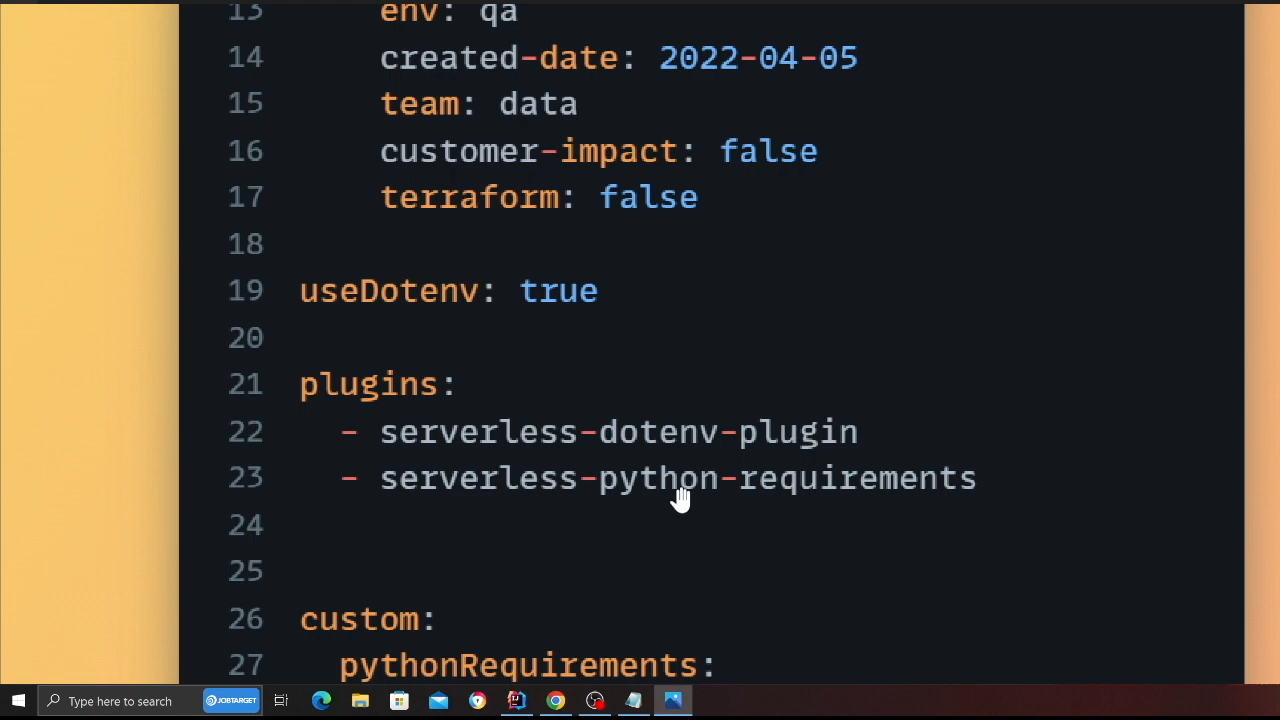 13 env: qa
14 created-date: 2022-04-05
15 team: data
16 customer-impact: false
17 terraform: false
18
19 useDotenv: true
20
21 plugins:
22 - serverless-dotenv-plugin
23 - serverless-python-requirements
24
25
26 custom:
27 pythonRequirements:
Type here to search
JOBTARGET